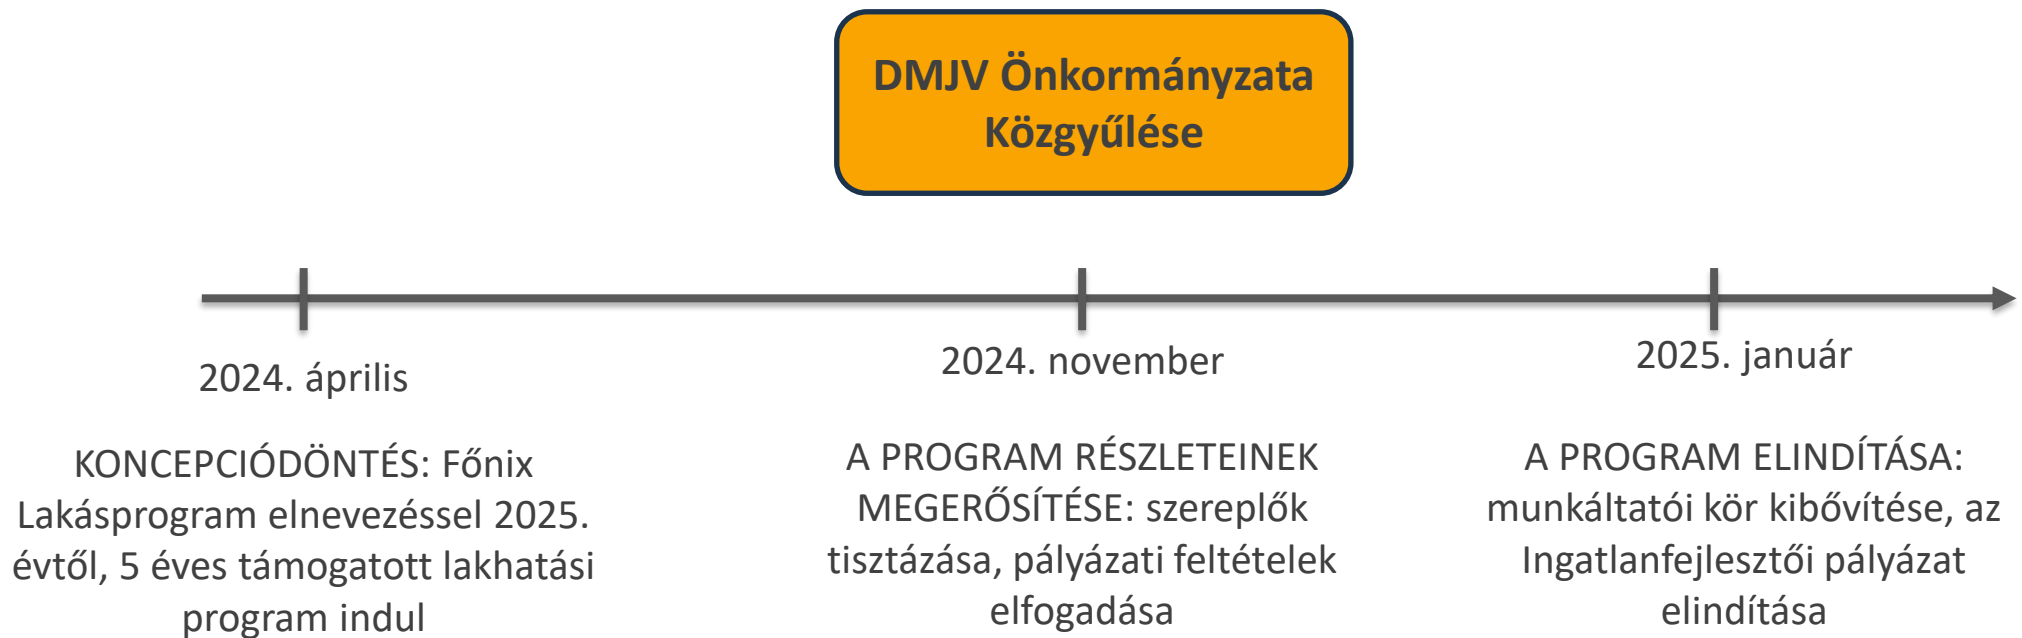 DMJV Önkormányzata
Közgyűlése
2024. április
KONCEPCIÓDÖNTÉS: Főnix
Lakásprogram elnevezéssel 2025.
évtől, 5 éves támogatott lakhatási
program indul
2024. november
A PROGRAM RÉSZLETEINEK
MEGERŐSÍTÉSE: szereplők
tisztázása, pályázati feltételek
elfogadása
2025. január
A PROGRAM ELINDÍTÁSA:
munkáltatói kör kibővítése, az
Ingatlanfejlesztői pályázat
elindítása